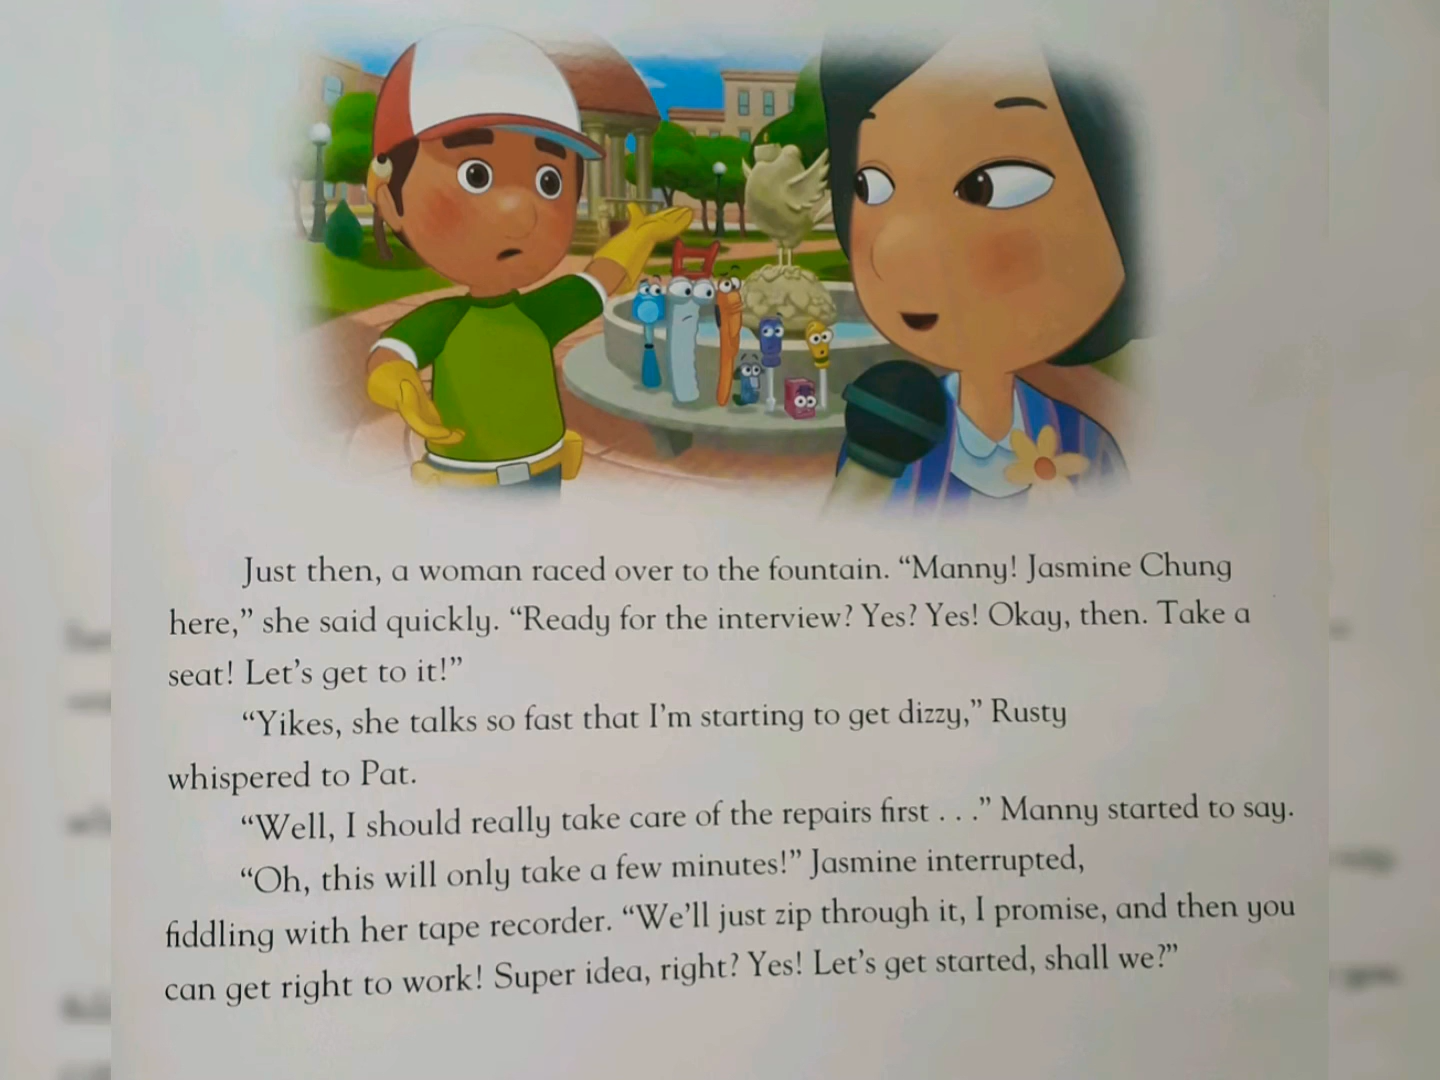 Just then, a woman raced over to the fountain. “Manny! Jasmine Chung
here,” she said quickly. “Ready for the interview? Yes? Yes! Okay, then. Take a
seat! Let’s get to it!”
“Yikes, she talks so fast that I’m starting to get dizzy,” Rusty
whispered to Pat.
“Well, I should really take care of the repairs first . . .” Manny started to say.
“Oh, this will only take a few minutes!” Jasmine interrupted,
fiddling with her tape recorder. “We’ll just zip through it, I promise, and then you
can get right to work! Super idea, right? Yes! Let’s get started, shall we?”